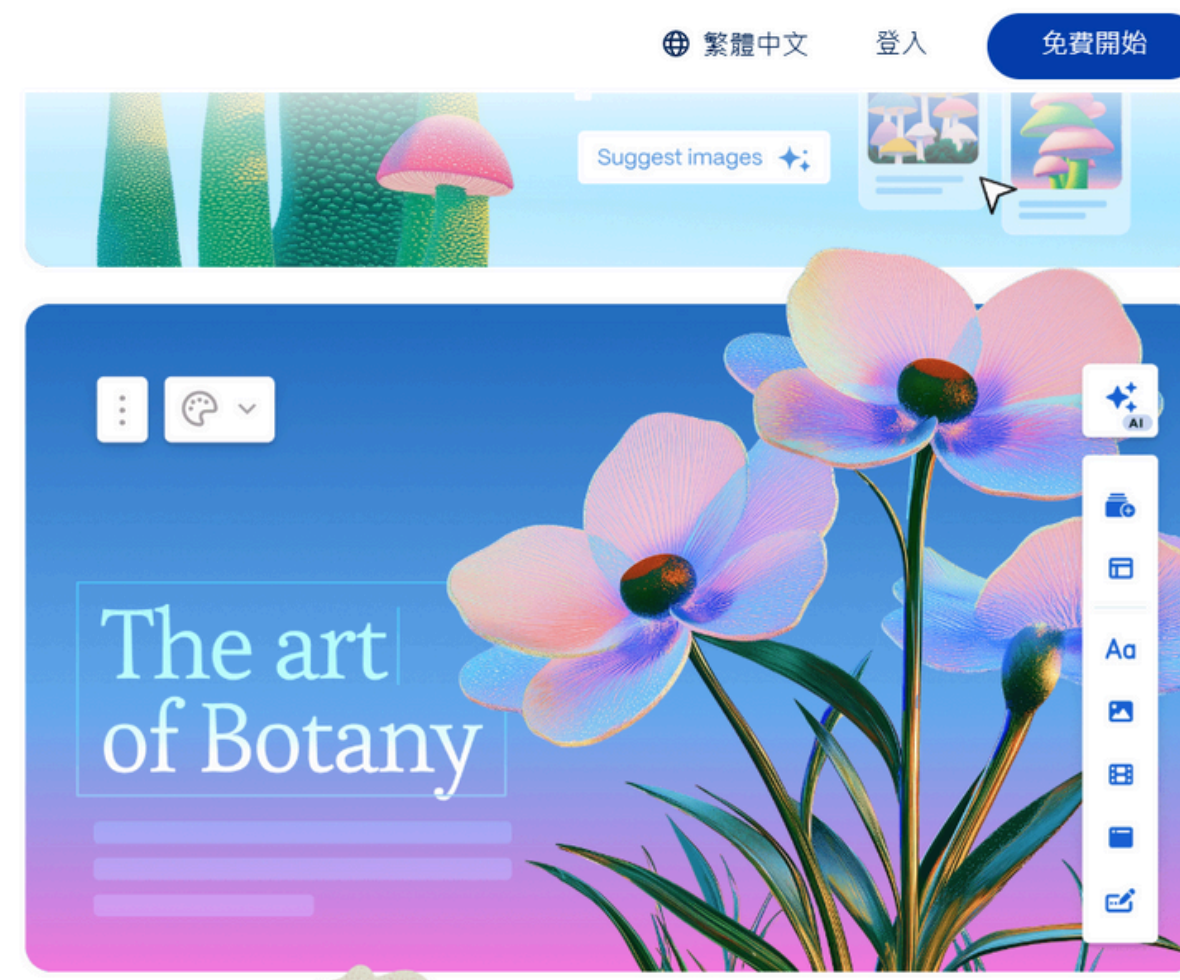 繁體中文
登入
免費開始
Suggest images
AI
The art
of Botany
Aa